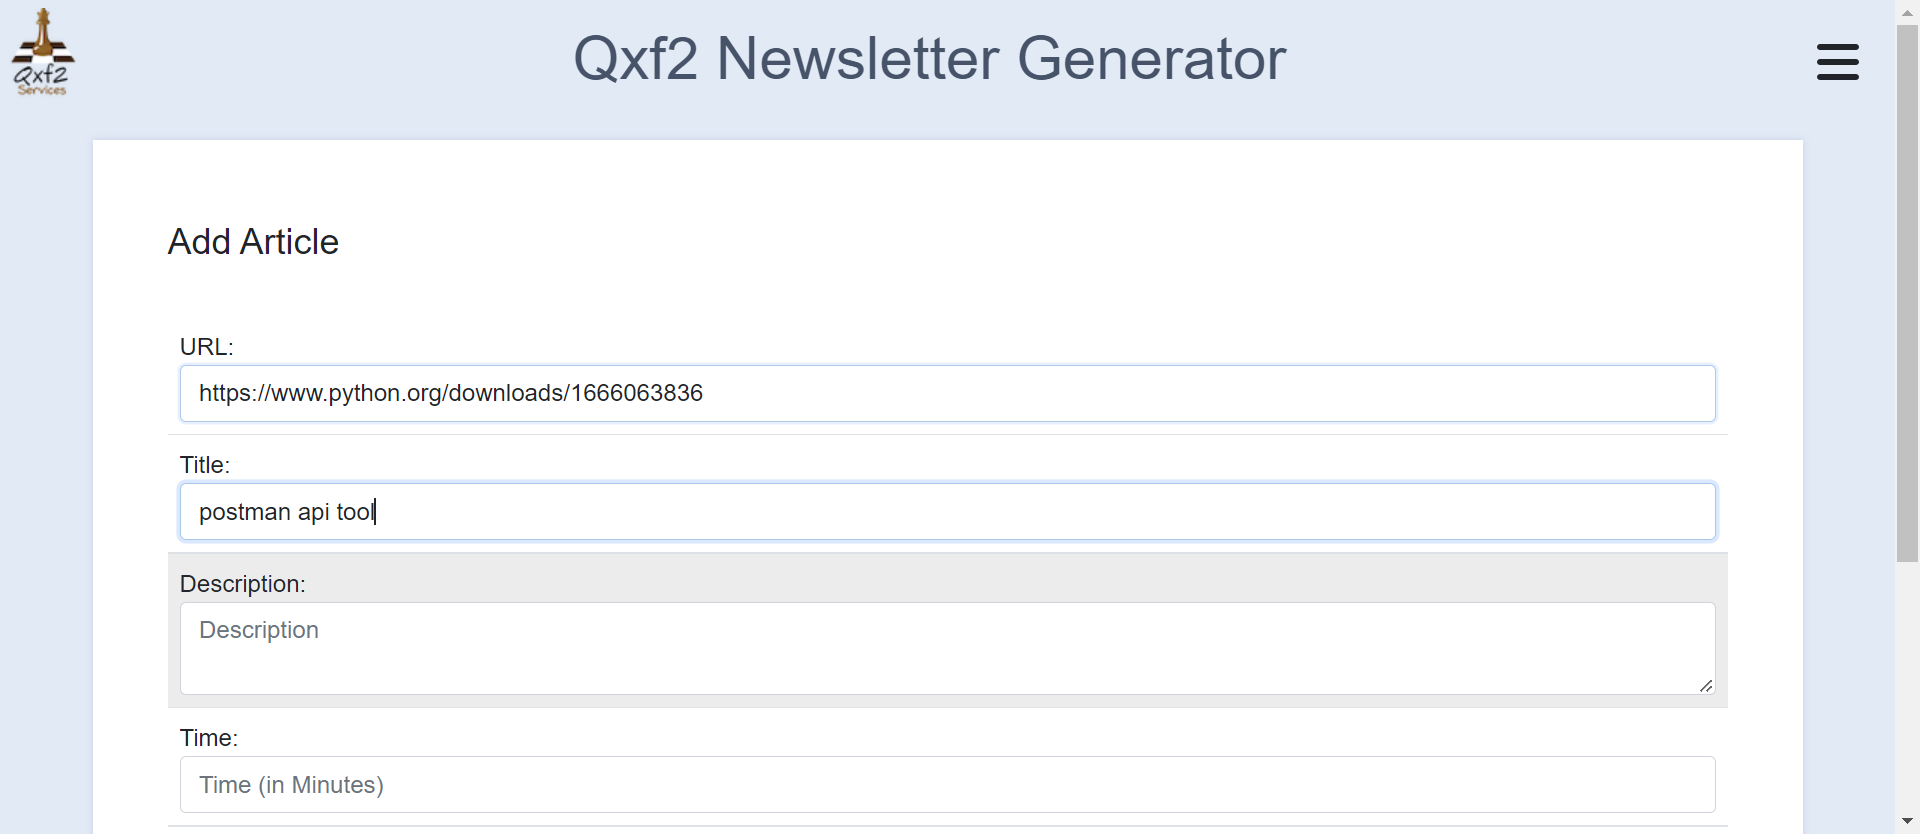 Qxf2
Services
Qxf2 Newsletter Generator
Add Article
URL:
https://www.python.org/downloads/1666063836
Title:
postman api tool
Description:
Description
Time:
Time (in Minutes)